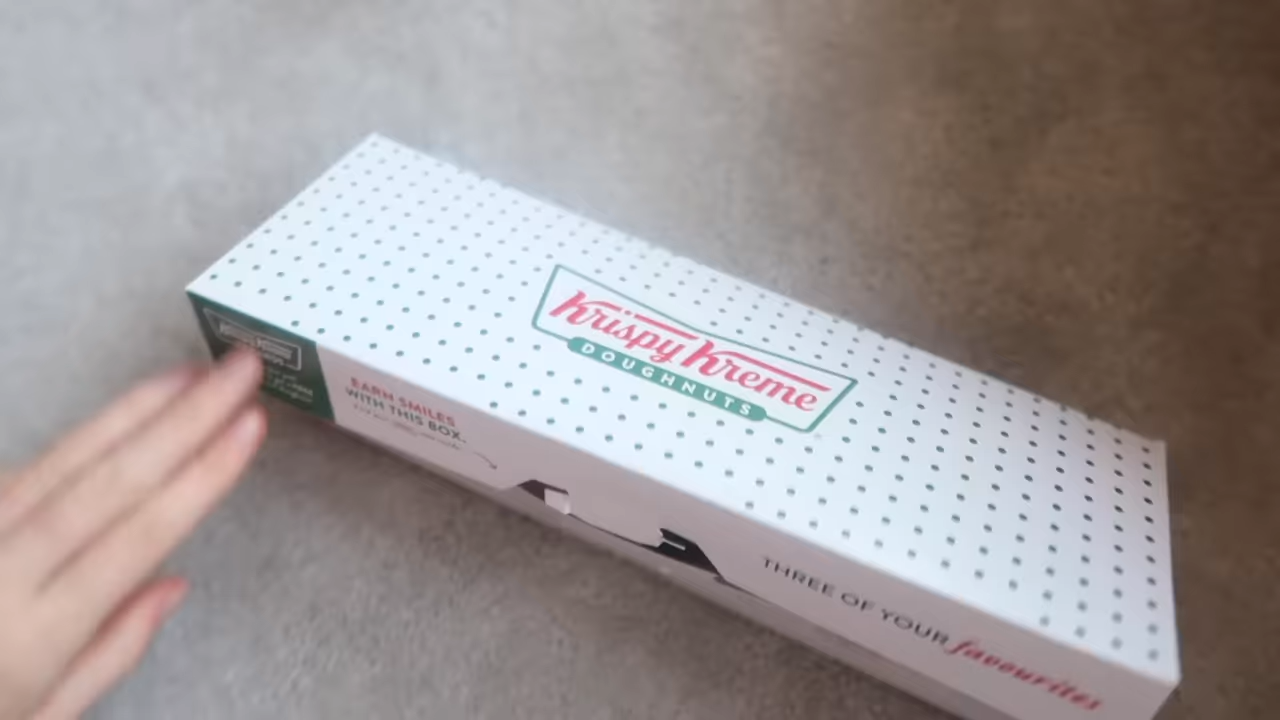 Krispy Kreme
DOUGHNUTS
EARN SMILES
WITH THIS BOX.
THREE OF YOUR favourites